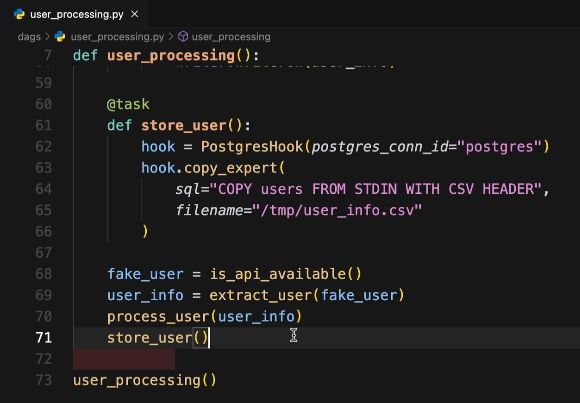 user_processing.py ×
dags > user_processing.py > user_processing
7 def user_processing():
59
60 @task
61 def store_user():
62 hook = PostgresHook(postgres_conn_id="postgres")
63 hook.copy_expert(
64 sql="COPY users FROM STDIN WITH CSV HEADER",
65 filename="/tmp/user_info.csv"
66 )
67
68 fake_user = is_api_available()
69 user_info = extract_user(fake_user)
70 process_user(user_info)
71 store_user()
72
73 user_processing()